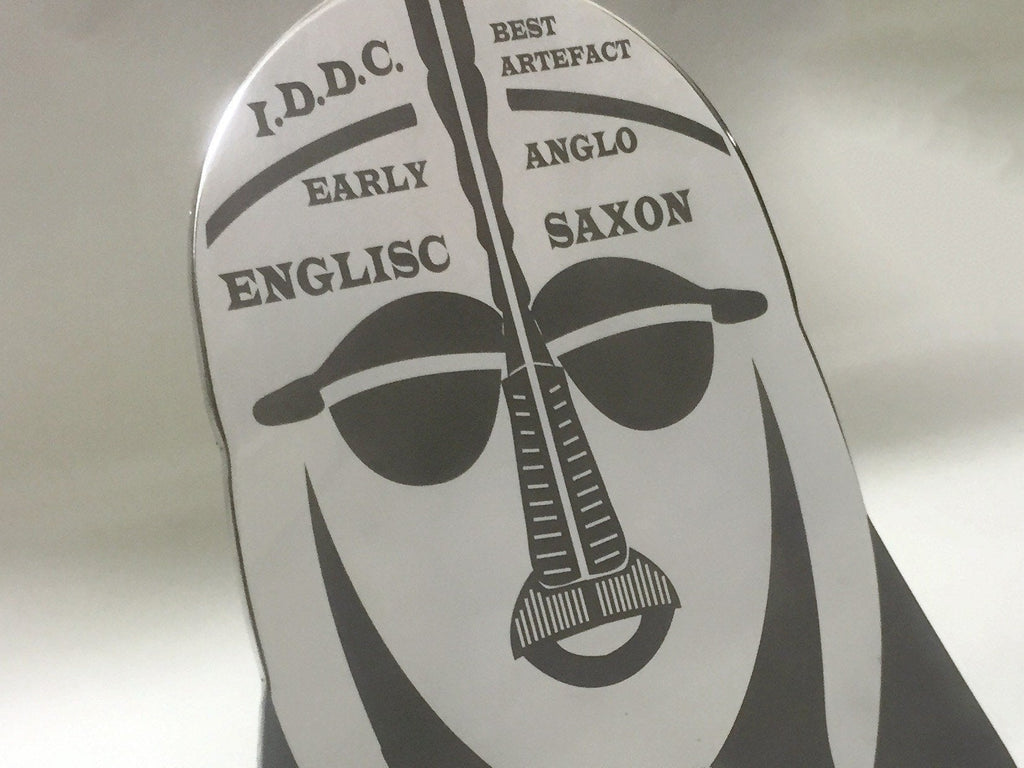 I.D.D.C.
EARLY
ENGLISC
BEST
ARTEFACT
ANGLO
SAXON